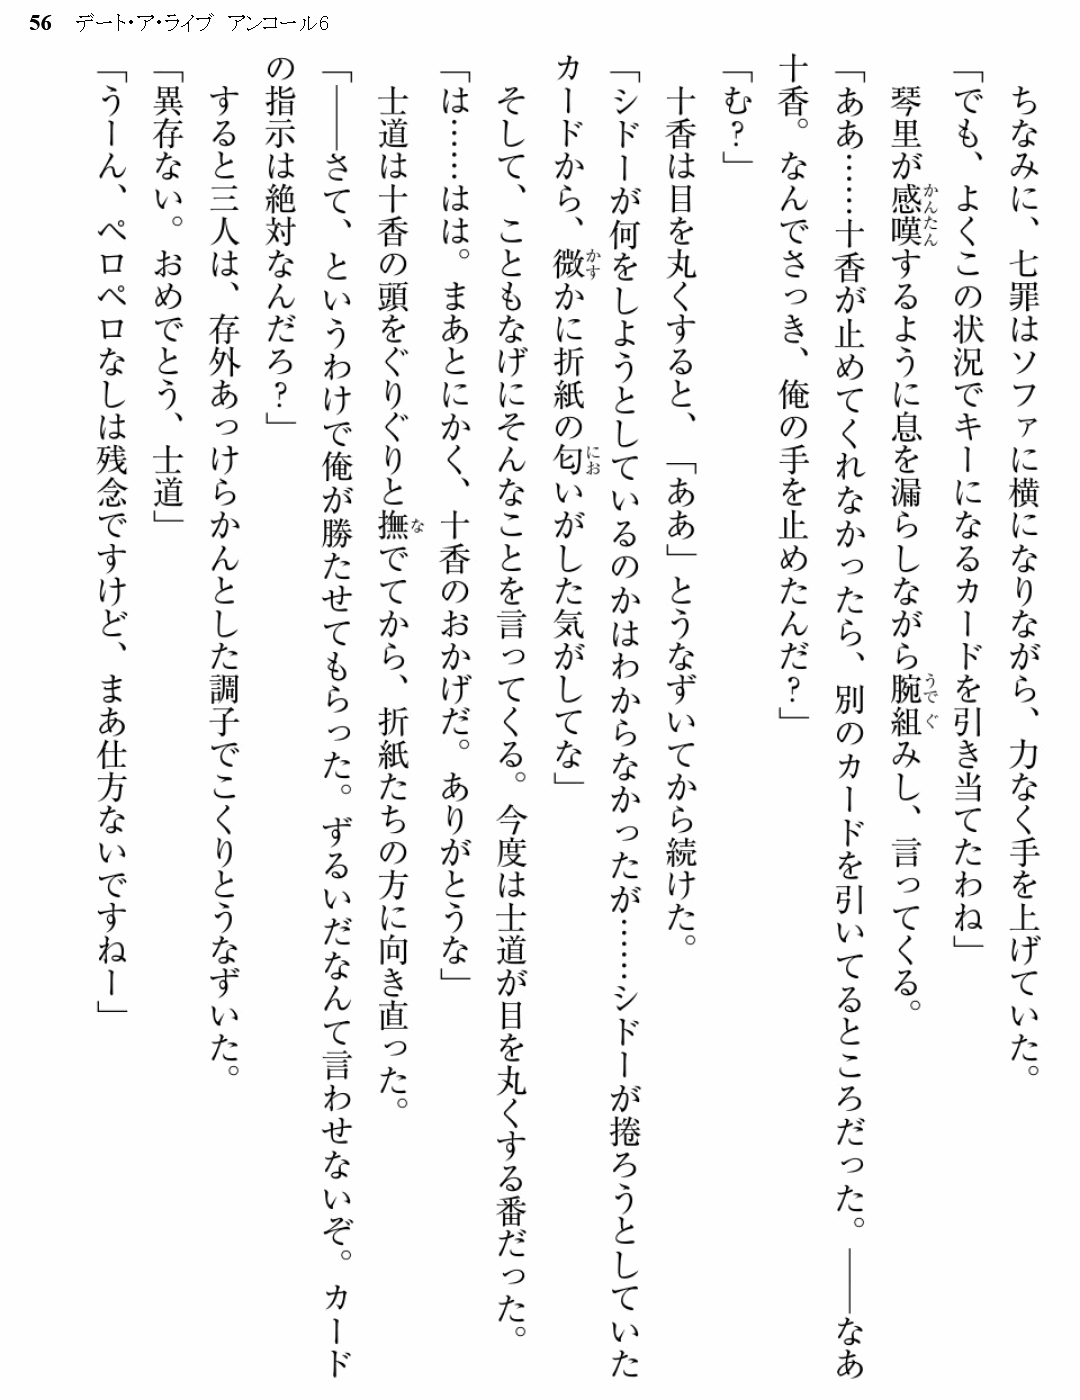 56 デート・ア・ライブ アンコール6
ちなみに、七罪はソファに横になりながら、力なく手を上げていた。
「でも、よくこの状況でキーになるカードを引き当てたわね」
琴里が感嘆するように息を漏らしながら腕組みし、言ってくる。
「ああ……十香が止めてくれなかったら、別のカードを引いてるところだった。――なあ
十香。なんでさっき、俺の手を止めたんだ？」
「む？」
十香は目を丸くすると、「ああ」とうなずいてから続けた。
「シドーが何をしようとしているのかはわからなかったが……シドーが捲ろうとしていた
カードから、微かに折紙の匂いがした気がしてな」
そして、こともなげにそんなことを言ってくる。今度は士道が目を丸くする番だった。
「は……はは。まあとにかく、十香のおかげだ。ありがとうな」
士道は十香の頭をぐりぐりと撫でてから、折紙たちの方に向き直った。
「――さて、というわけで俺が勝たせてもらった。ずるいだなんて言わせないぞ。カード
の指示は絶対なんだろ？」
すると三人は、存外あっけらかんとした調子でこくりとうなずいた。
「異存ない。おめでとう、士道」
「うーん、ペロペロなしは残念ですけど、まあ仕方ないですねー」